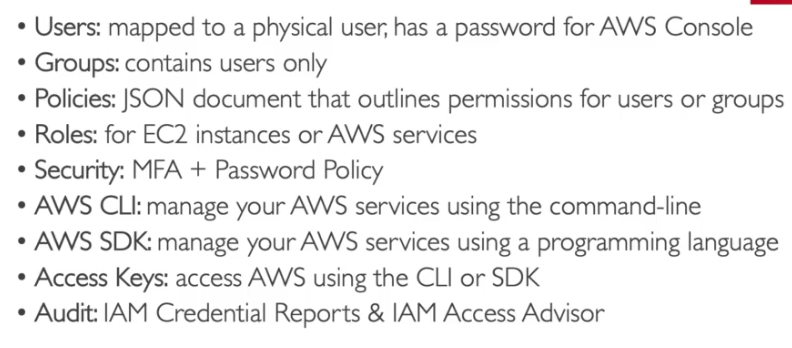 • Users: mapped to a physical user, has a password for AWS Console
• Groups: contains users only
• Policies: JSON document that outlines permissions for users or groups
• Roles: for EC2 instances or AWS services
• Security: MFA + Password Policy
• AWS CLI: manage your AWS services using the command-line
• AWS SDK: manage your AWS services using a programming language
• Access Keys: access AWS using the CLI or SDK
• Audit: IAM Credential Reports & IAM Access Advisor